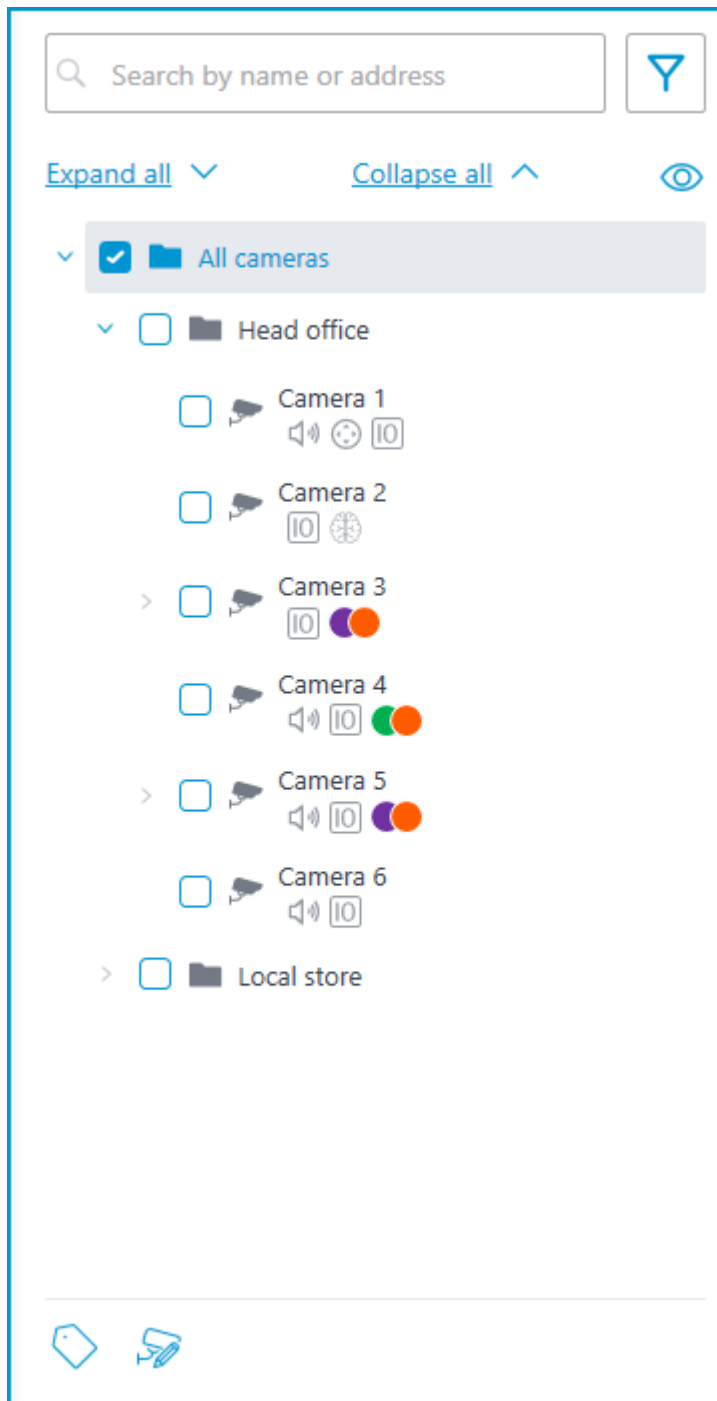 Search by name or address
Expand all Collapse all
All cameras
Head office
Camera 1
IO
Camera 2
IO
Camera 3
IO
Camera 4
IO
Camera 5
IO
Camera 6
IO
Local store